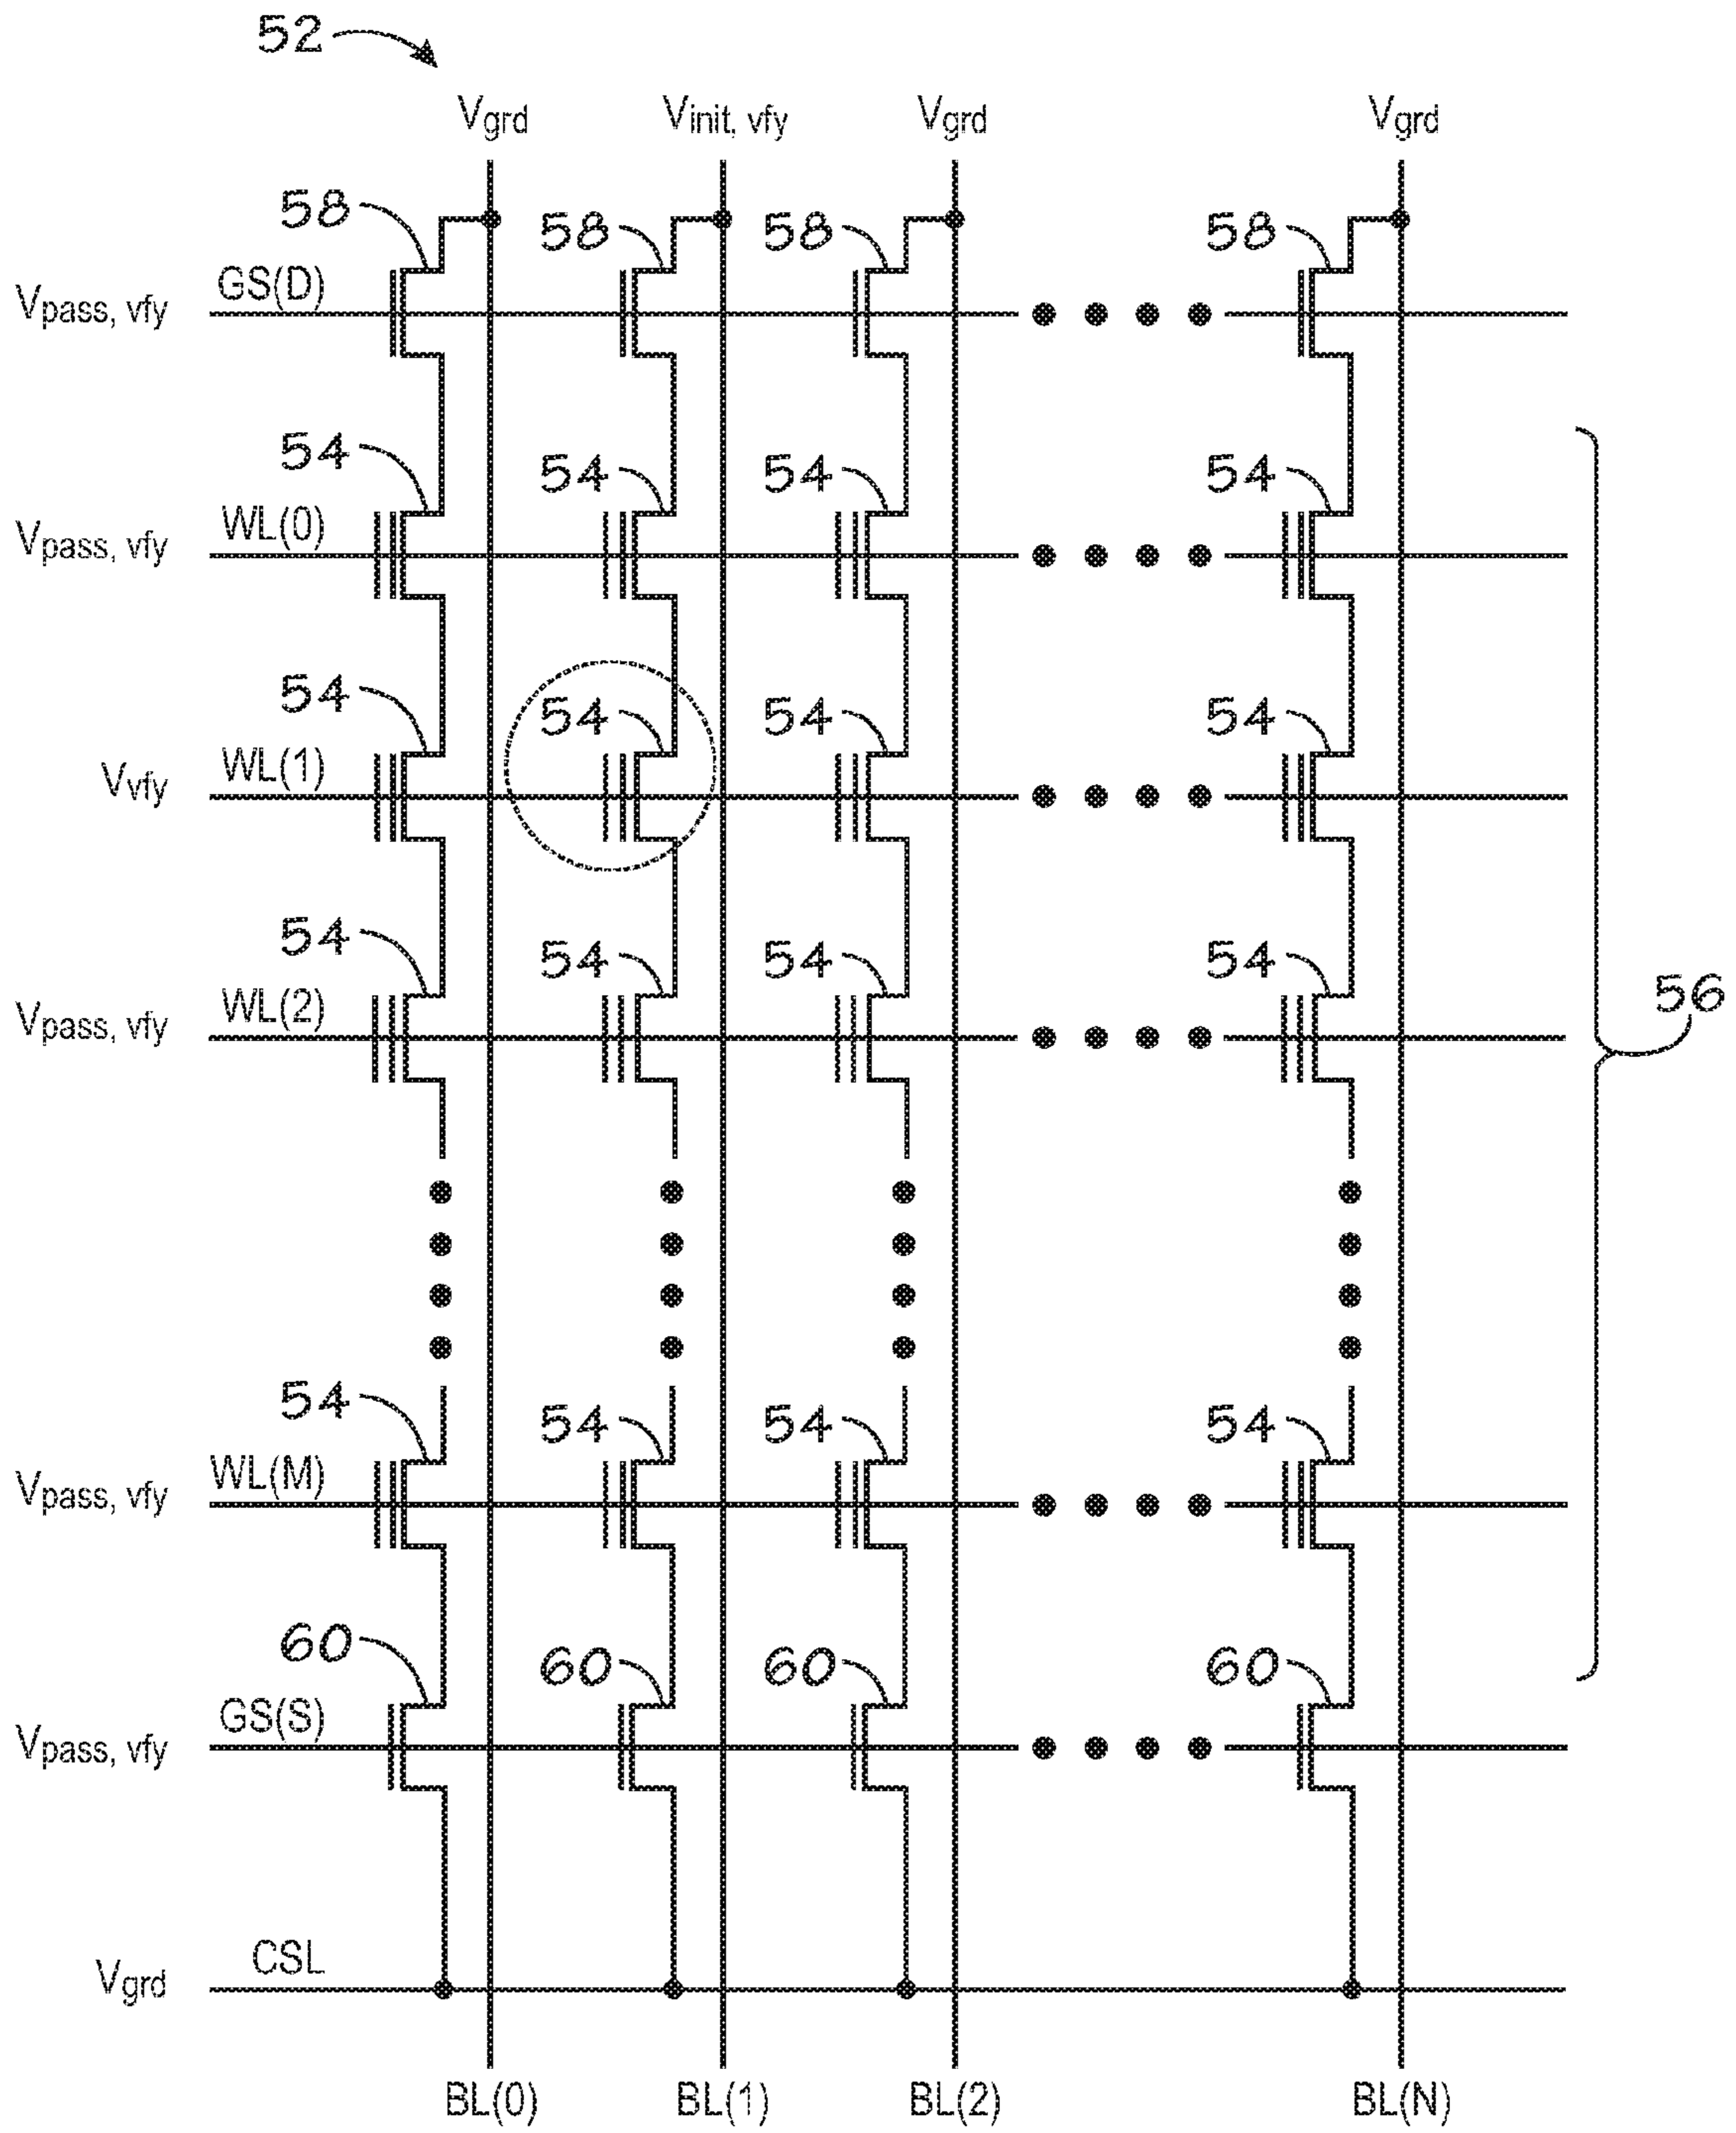 52
Vgrd Vinit, vfy Vgrd Vgrd
58 58 58 58
Vpass, vfy GS(D)
54 54 54 54
Vpass, vfy WL(0)
54 54 54 54
Vvfy WL(1)
54 54 54 54
Vpass, vfy WL(2)
56
54 54 54 54
Vpass, vfy WL(M)
60 60 60 60
Vpass, vfy GS(S)
Vgrd CSL
BL(0) BL(1) BL(2) BL(N)